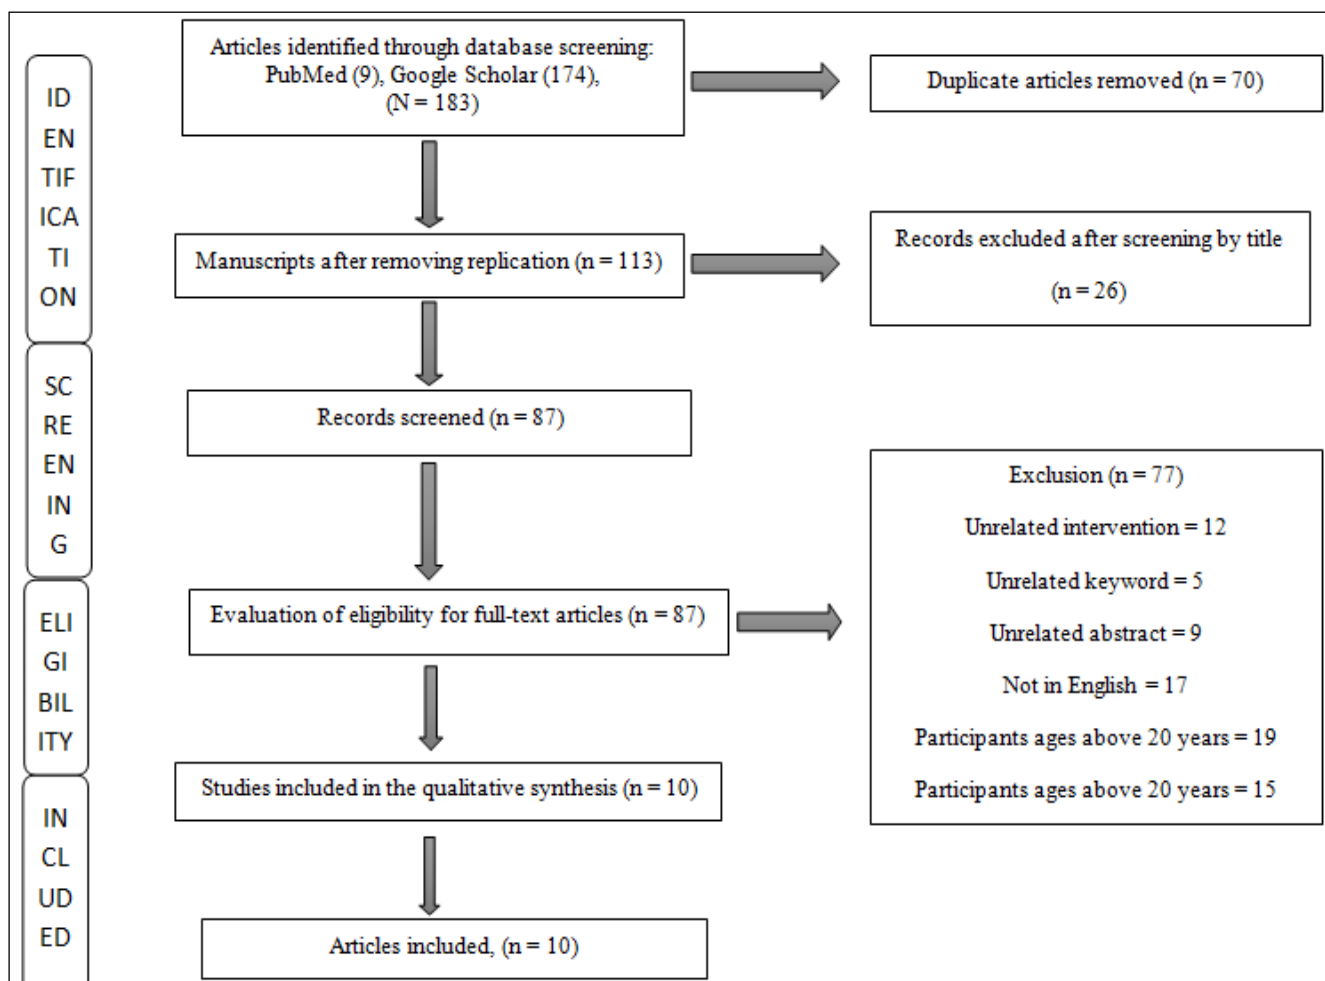 Articles identified through database screening:
PubMed (9), Google Scholar (174),
(N = 183)
Duplicate articles removed (n = 70)
ID
EN
TIF
ICA
TI
ON
Manuscripts after removing replication (n = 113)
Records excluded after screening by title
(n = 26)
SC
RE
EN
IN
G
Records screened (n = 87)
Evaluation of eligibility for full-text articles (n = 87)
Exclusion (n = 77)
Unrelated intervention = 12
Unrelated keyword = 5
Unrelated abstract = 9
Not in English = 17
Participants ages above 20 years = 19
Participants ages above 20 years = 15
ELI
GI
BIL
ITY
Studies included in the qualitative synthesis (n = 10)
IN
CL
UD
ED
Articles included, (n = 10)